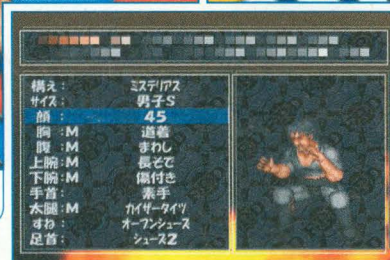 構え： ミステリアス
サイズ： 男子S
顔： 45
胸：M 道着
腹：M まわし
上腕：M 長そで
下腕：M 傷付き
手首： 素手
太腿：M カイザータイツ
すね： オープンシューズ
足首： シューズ2